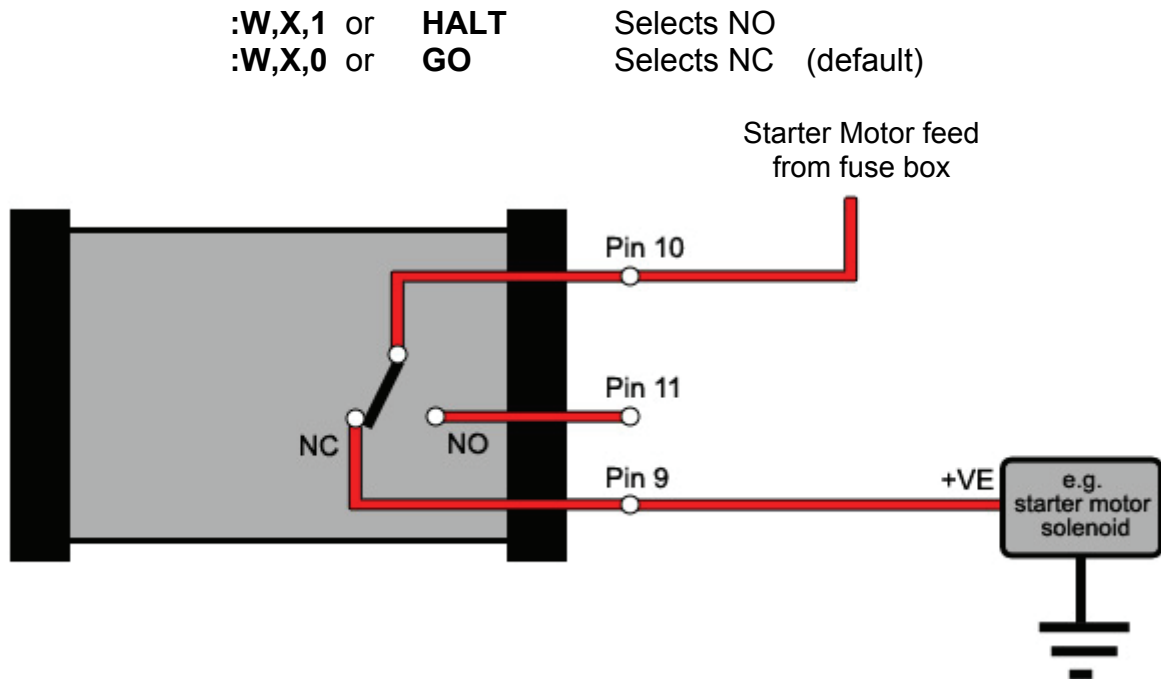 :W,X,1 or HALT Selects NO
:W,X,0 or GO Selects NC (default)
Starter Motor feed
from fuse box
Pin 10
Pin 11
NC
NO
Pin 9
+VE
e.g.
starter motor
solenoid